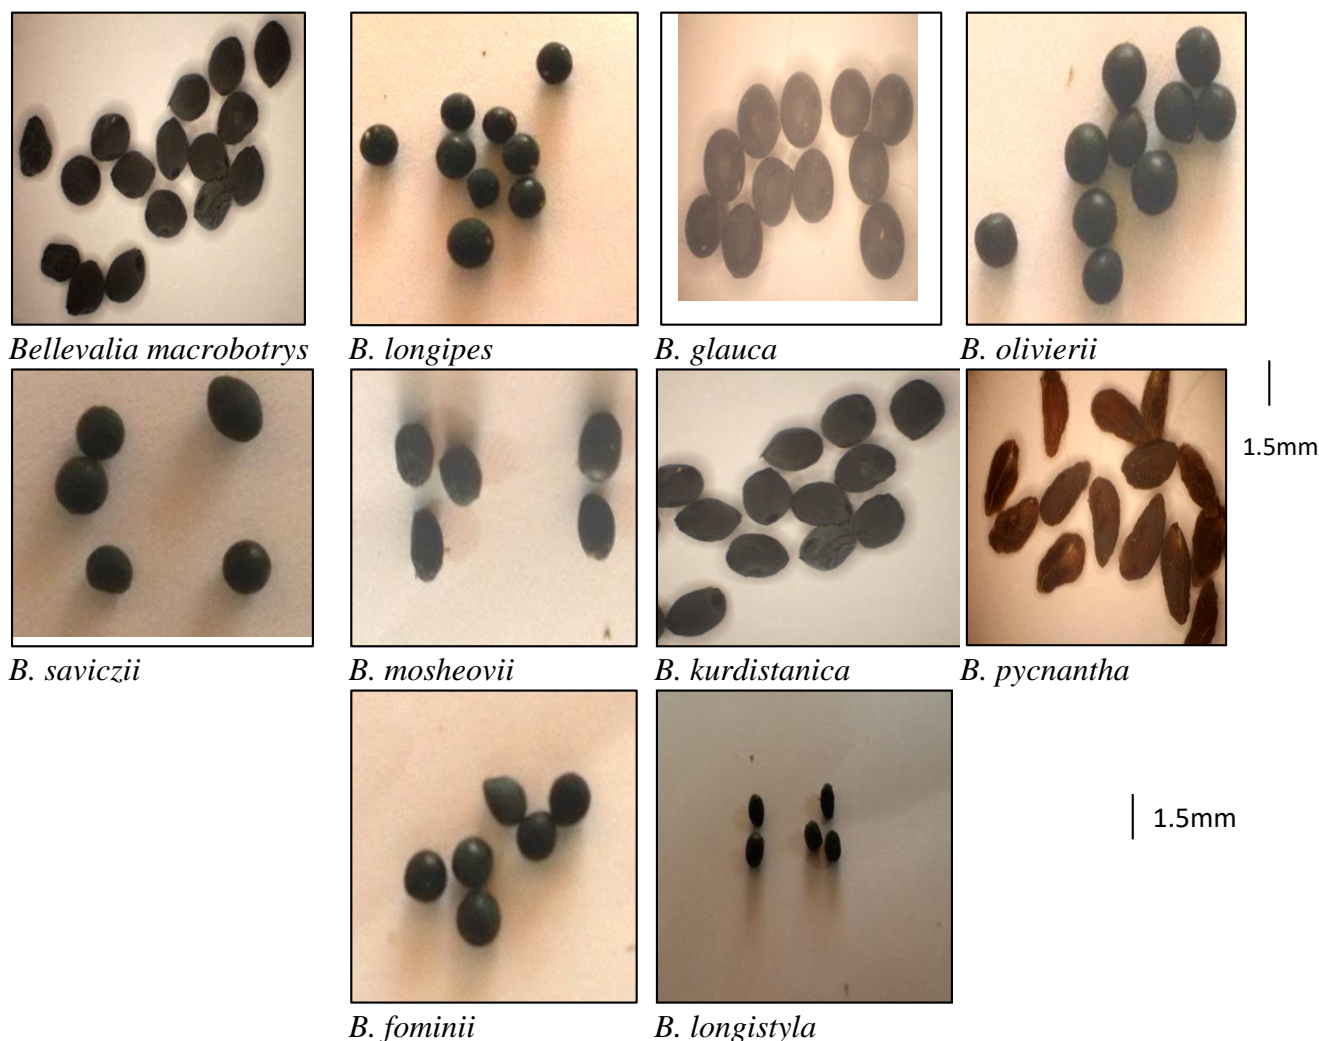 Bellevalia macrobotrys
B. longipes
B. glauca
B. olivierii
1.5mm
B. saviczii
B. mosheovii
B. kurdistanica
B. pycnantha
1.5mm
B. fominii
B. longistyla